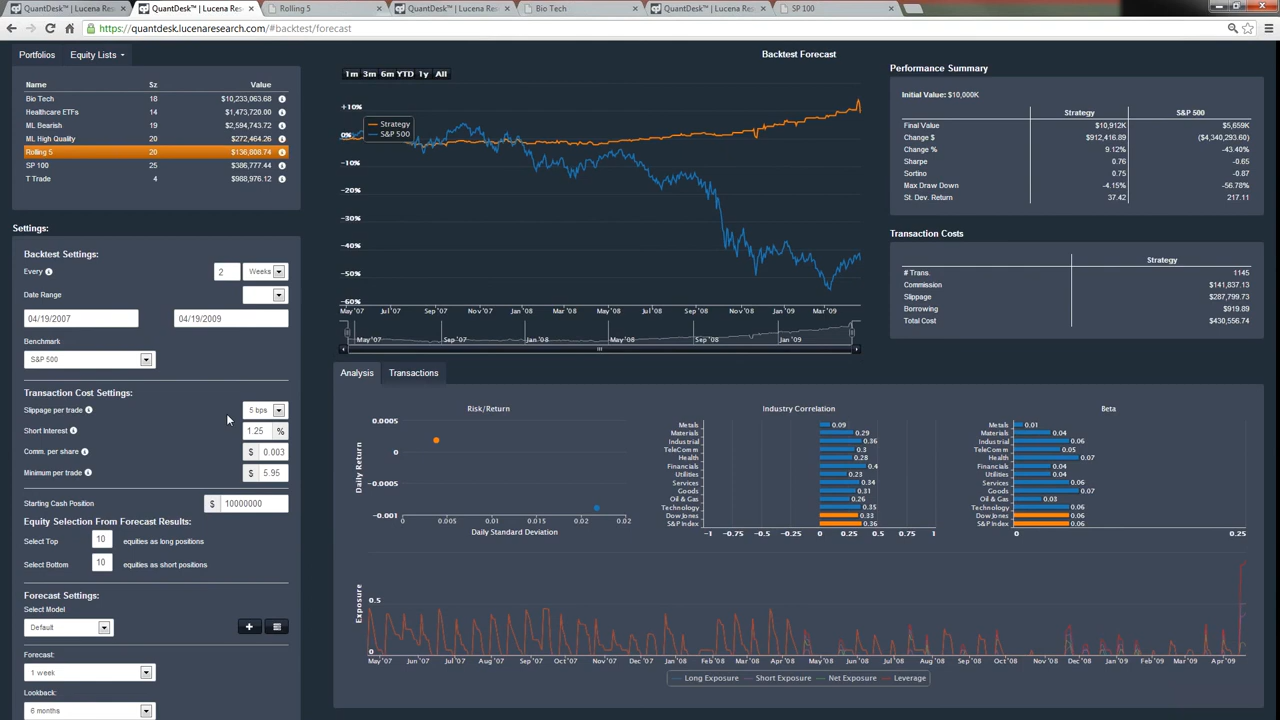 QuantDesk™ | Lucena Resear
QuantDesk™ | Lucena Resear
Rolling 5
QuantDesk™ | Lucena Resear
Bio Tech
QuantDesk™ | Lucena Resear
SP 100
https://quantdesk.lucenaresearch.com/#backtest/forecast
Portfolios Equity Lists
Name Sz Value
Bio Tech 18 $10,233,063.68
Healthcare ETFs 14 $1,473,720.00
ML Bearish 19 $2,594,743.72
ML High Quality 20 $272,464.26
Rolling 5 20 $136,008.74
SP 100 25 $386,777.44
T Trade 4 $988,976.12
Settings:
Backtest Settings:
Every 2 Weeks
Date Range
04/19/2007 04/19/2009
Benchmark
S&P 500
Transaction Cost Settings:
Slippage per trade 5 bps
Short Interest 1.25 %
Comm. per share $ 0.003
Minimum per trade $ 5.95
Starting Cash Position $ 10000000
Equity Selection From Forecast Results:
Select Top 10 equities as long positions
Select Bottom 10 equities as short positions
Forecast Settings:
Select Model
Default
Forecast:
1 week
Lookback:
6 months
Backtest Forecast
1m 3m 6m YTD 1y All
Strategy
S&P 500
+10%
0%
-10%
-20%
-30%
-40%
-50%
-60%
May '07 Jul '07 Sep '07 Nov '07 Jan '08 Mar '08 May '08 Jul '08 Sep '08 Nov '08 Jan '09 Mar '09
May '07 Sep '07 Jan '08 May '08 Sep '08 Jan '09
Performance Summary
Initial Value: $10,000K
Strategy S&P 500
Final Value $10,912K $5,659K
Change $ $912,416.89 ($4,340,293.60)
Change % 9.12% -43.40%
Sharpe 0.76 -0.65
Sortino 0.75 -0.87
Max Draw Down -4.15% -56.78%
St. Dev. Return 37.42 217.11
Transaction Costs
Strategy
# Trans. 1145
Commission $141,837.13
Slippage $287,799.73
Borrowing $919.89
Total Cost $430,556.74
Analysis Transactions
Risk/Return
Daily Return
0.0005
0
-0.0005
-0.001
0 0.005 0.01 0.015 0.02 0.02
Daily Standard Deviation
Industry Correlation
Metals 0.09
Materials 0.29
Industrial 0.36
TeleComm 0.3
Health 0.28
Financials 0.4
Utilities 0.23
Services 0.34
Goods 0.31
Oil & Gas 0.26
Technology 0.35
Dow Jones 0.33
S&P Index 0.36
-1 -0.75 -0.5 -0.25 0 0.25 0.5 0.75 1
Beta
Metals 0.01
Materials 0.04
Industrial 0.06
TeleComm 0.05
Health 0.07
Financials 0.04
Utilities 0.04
Services 0.06
Goods 0.07
Oil & Gas 0.03
Technology 0.06
Dow Jones 0.06
S&P Index 0.06
0 0.25
Exposure
0.5
0
May '07 Jun '07 Jul '07 Aug '07 Sep '07 Oct '07 Nov '07 Dec '07 Jan '08 Feb '08 Mar '08 Apr '08 May '08 Jun '08 Jul '08 Aug '08 Sep '08 Oct '08 Nov '08 Dec '08 Jan '09 Feb '09 Mar '09 Apr '09
Long Exposure Short Exposure Net Exposure Leverage